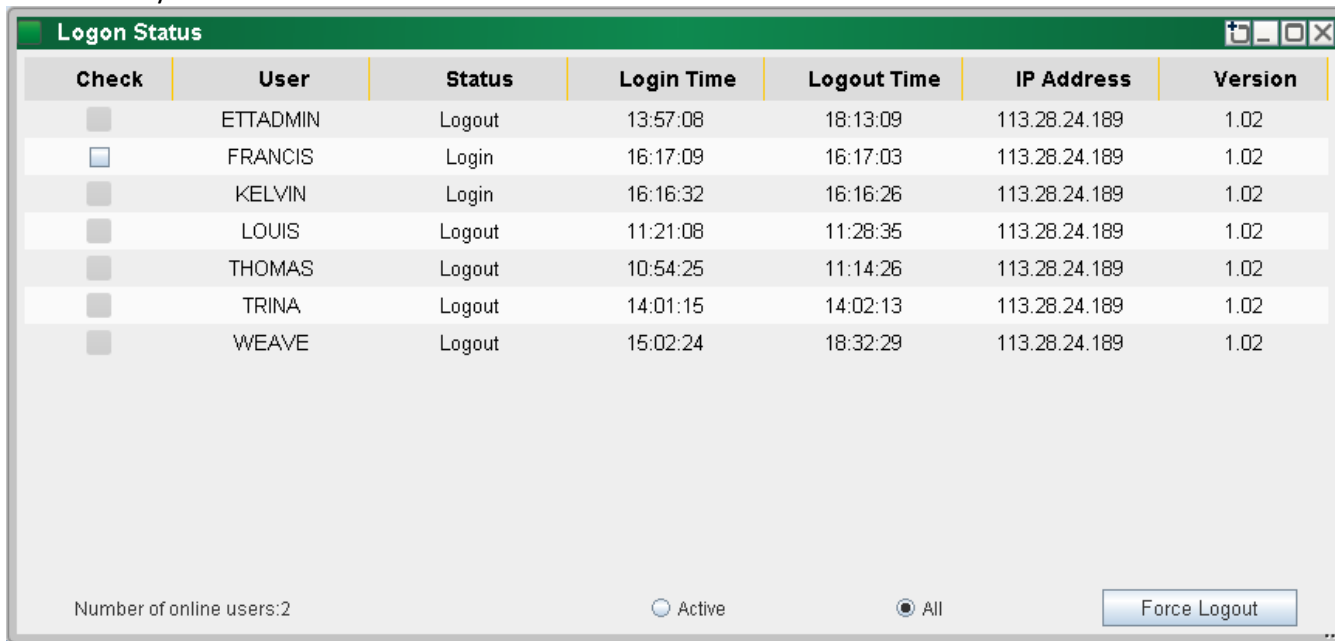 Logon Status
Check User Status Login Time Logout Time IP Address Version
ETTADMIN Logout 13:57:08 18:13:09 113.28.24.189 1.02
FRANCIS Login 16:17:09 16:17:03 113.28.24.189 1.02
KELVIN Login 16:16:32 16:16:26 113.28.24.189 1.02
LOUIS Logout 11:21:08 11:28:35 113.28.24.189 1.02
THOMAS Logout 10:54:25 11:14:26 113.28.24.189 1.02
TRINA Logout 14:01:15 14:02:13 113.28.24.189 1.02
WEAVE Logout 15:02:24 18:32:29 113.28.24.189 1.02
Number of online users:2 Active All Force Logout